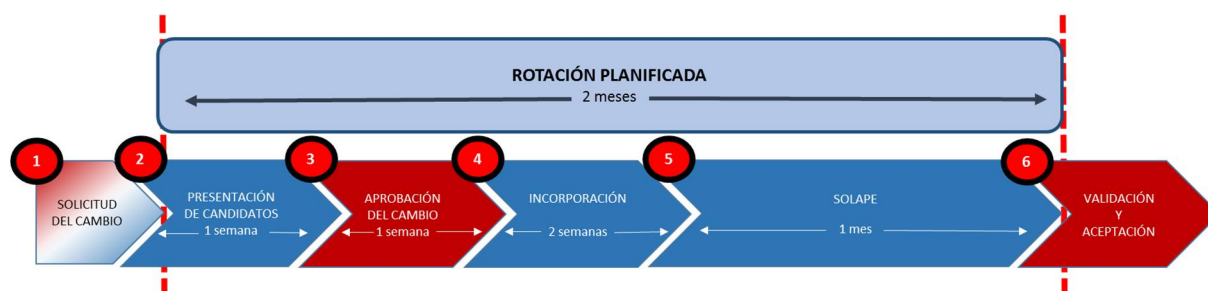 ROTACIÓN PLANIFICADA
2 meses
1
2
3
4
5
6
SOLICITUD
DEL CAMBIO
PRESENTACIÓN
DE CANDIDATOS
1 semana
APROBACIÓN
DEL CAMBIO
1 semana
INCORPORACIÓN
2 semanas
SOLAPE
1 mes
VALIDACIÓN
Y
ACEPTACIÓN